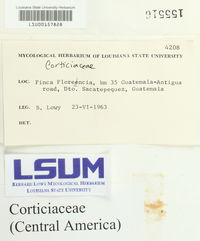 Louisiana State University Herbarium
LSU00157828
155516
4208
MYCOLOGICAL HERBARIUM OF LOUISIANA STATE UNIVERSITY
Corticiaceae
LOC: Finca Florencia, km 35 Guatemala-Antigua
road, Dto. Sacatepequez, Guatemala
LEG: B. Lowy 23-VI-1963
DET.
LSUM
BERNARD LOWY MYCOLOGICAL HERBARIUM
LOUISIANA STATE UNIVERSITY
Corticiaceae
(Central America)